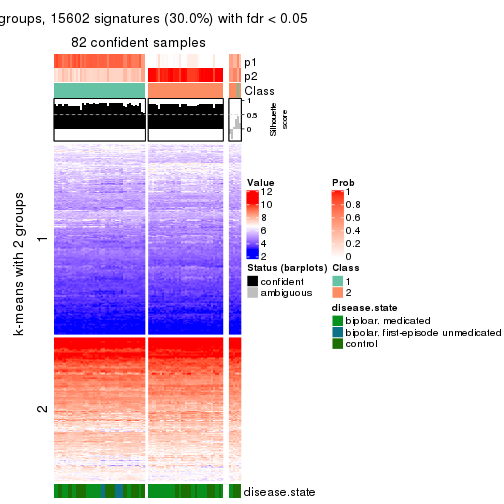 groups, 15602 signatures (30.0%) with fdr < 0.05
82 confident samples
p1
p2
Class
1
0.5
0
Silhouette
score
k-means with 2 groups
1
2
Value
12
10
8
6
4
2
Prob
1
0.8
0.6
0.4
0.2
0
Status (barplots)
confident
ambiguous
Class
1
2
disease.state
biploar. medicated
bipolar. first-episode unmedicated
control
disease.state